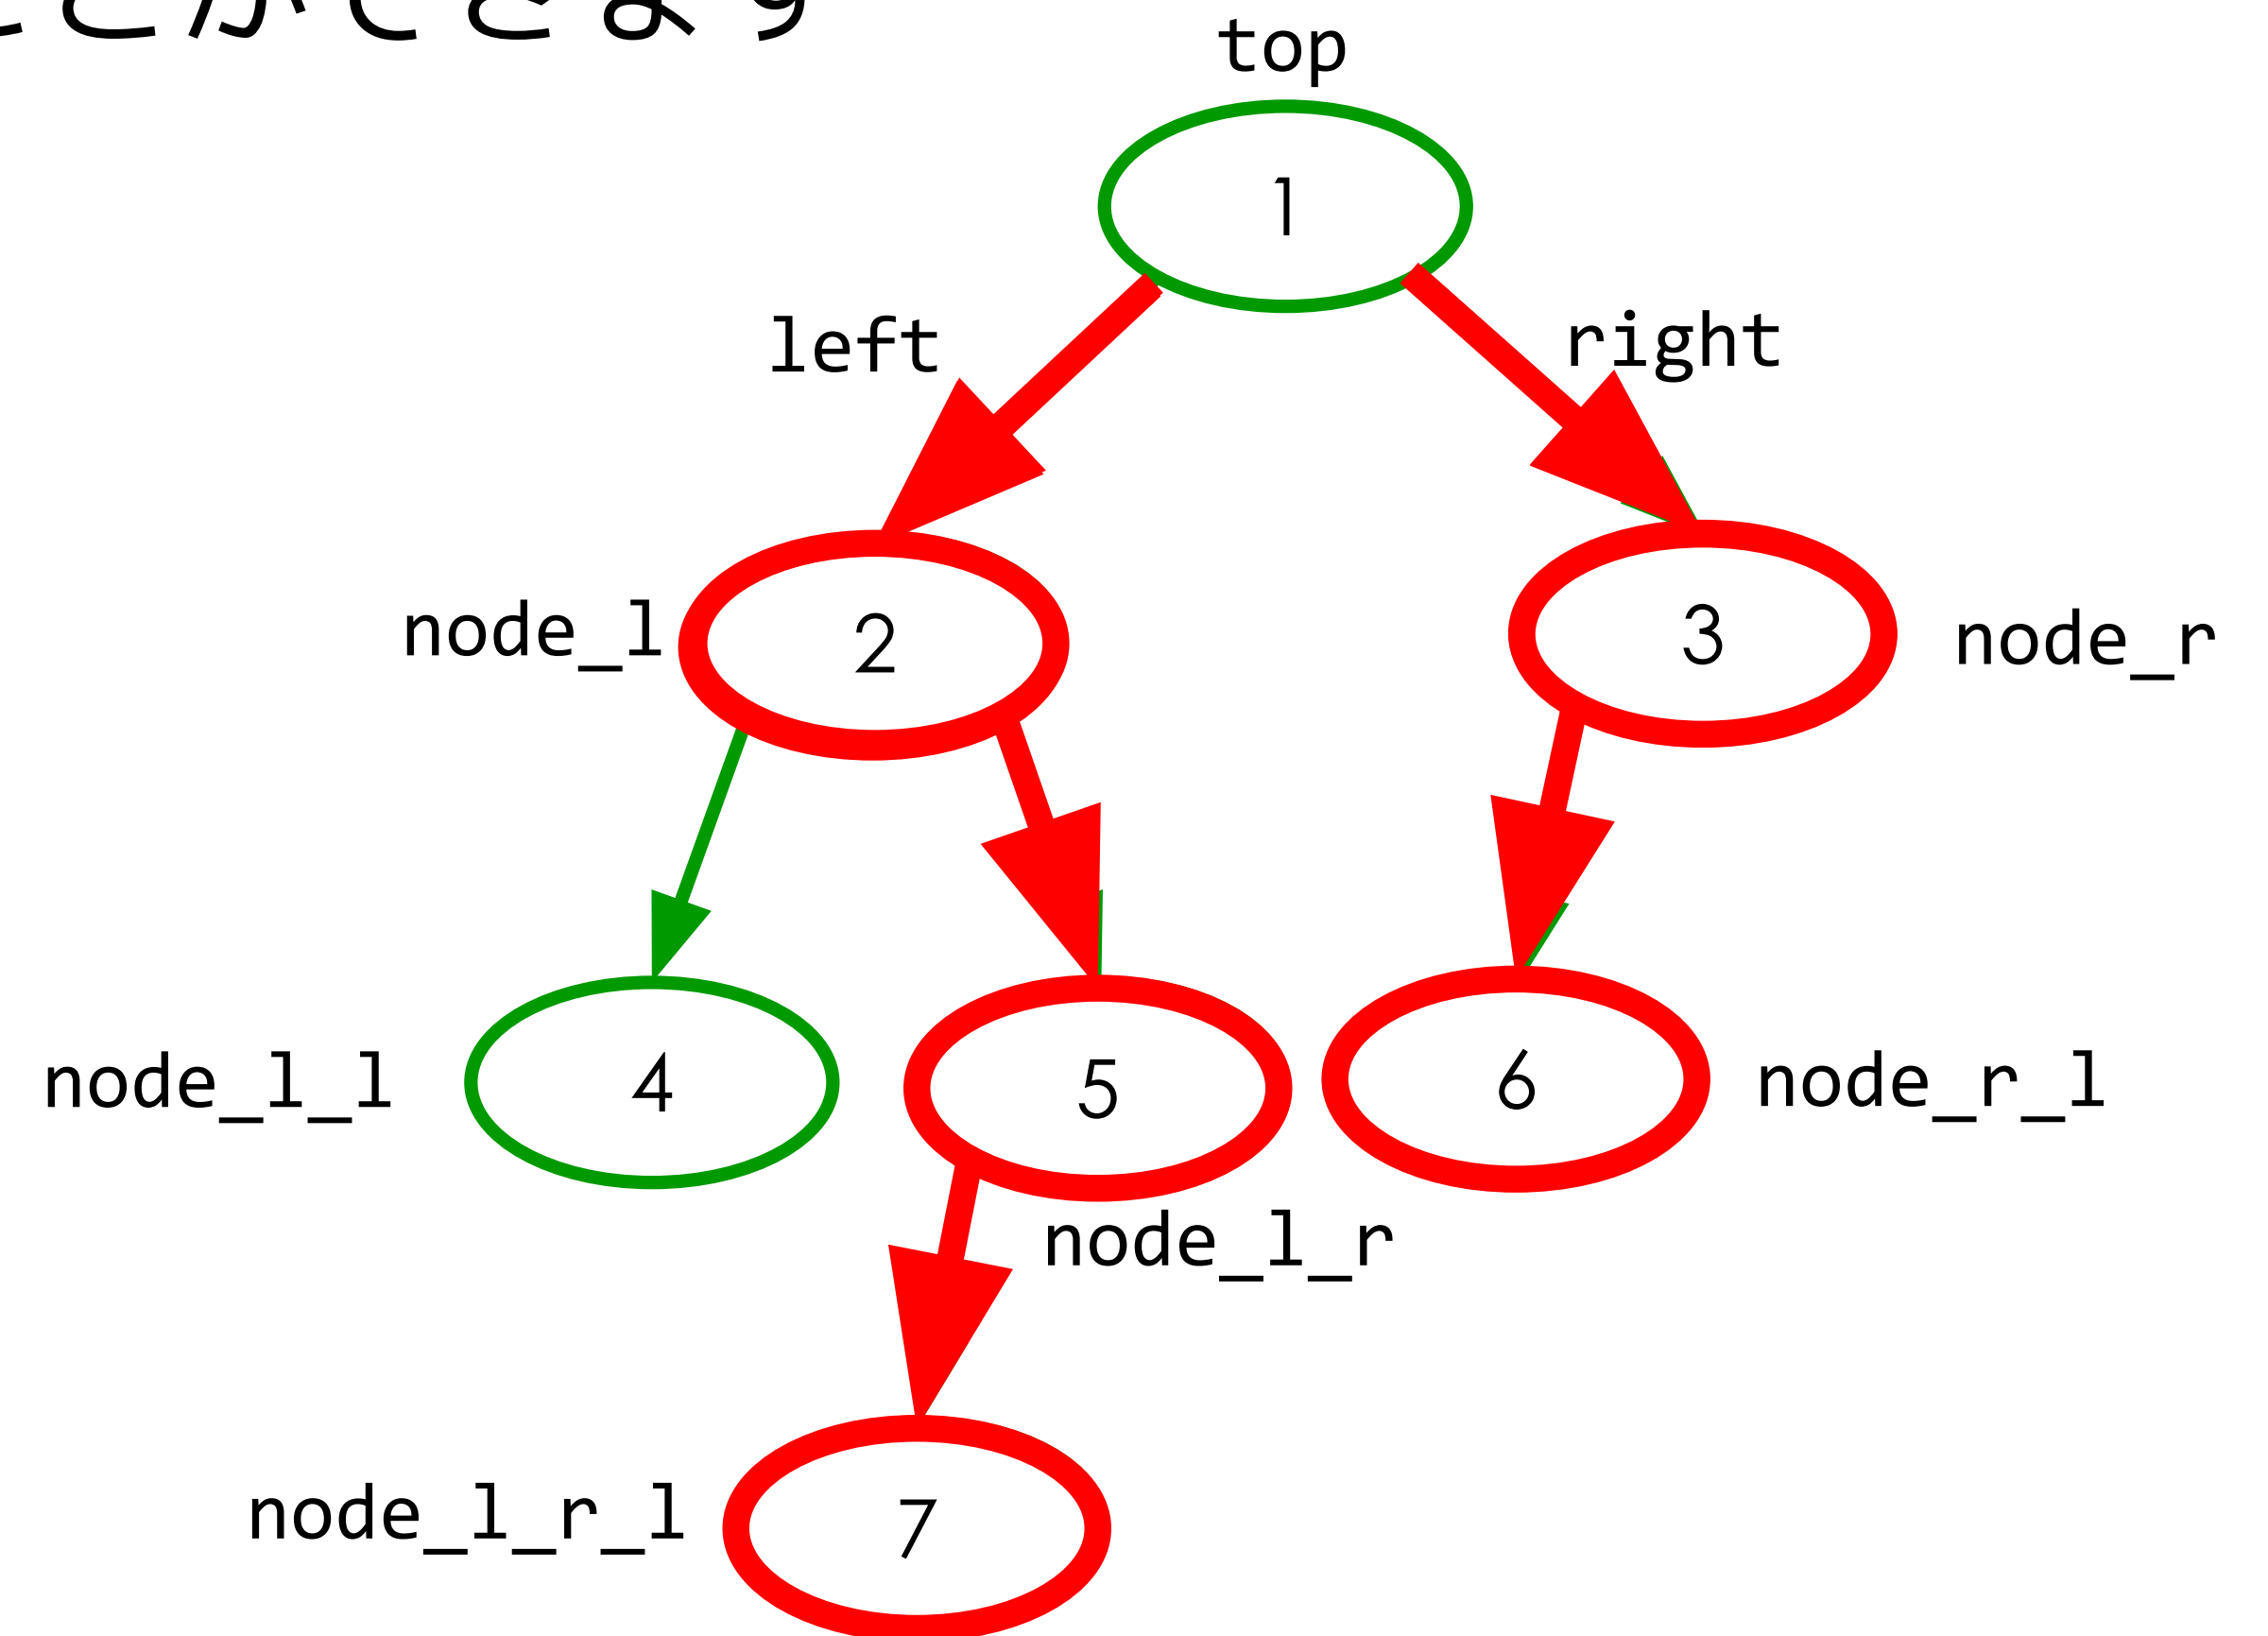 top
1
left
right
node_l
2
3
node_r
node_l_l
4
5
6
node_r_l
node_l_r
node_l_r_l
7